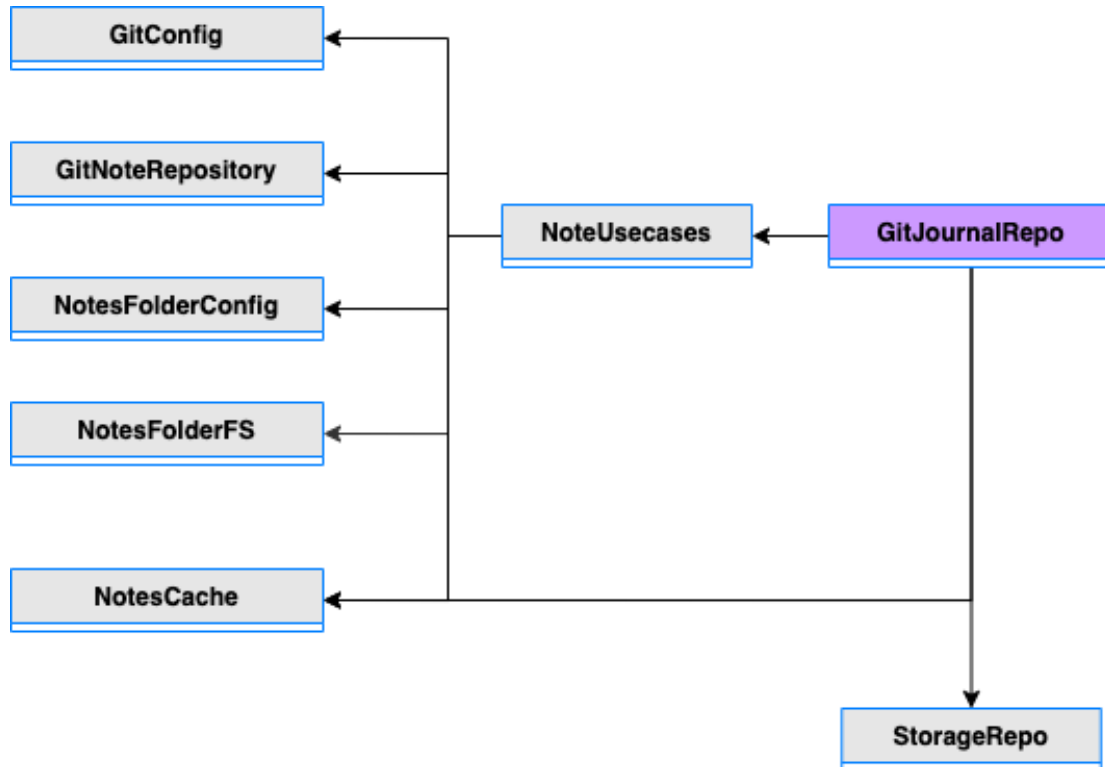 GitConfig
GitNoteRepository
NoteUsecases
GitJournalRepo
NotesFolderConfig
NotesFolderFS
NotesCache
StorageRepo